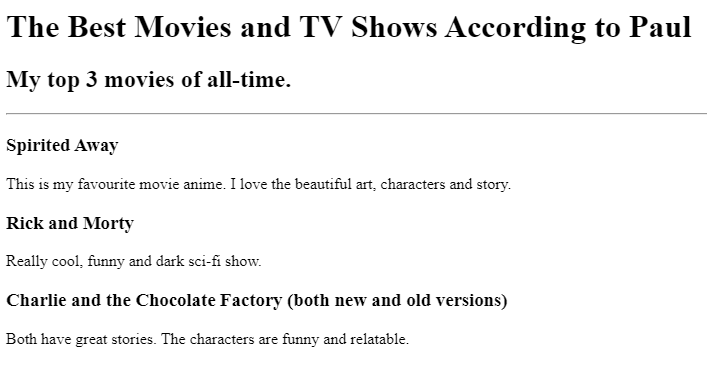 The Best Movies and TV Shows According to Paul
My top 3 movies of all-time.
Spirited Away
This is my favourite movie anime. I love the beautiful art, characters and story.
Rick and Morty
Really cool, funny and dark sci-fi show.
Charlie and the Chocolate Factory (both new and old versions)
Both have great stories. The characters are funny and relatable.